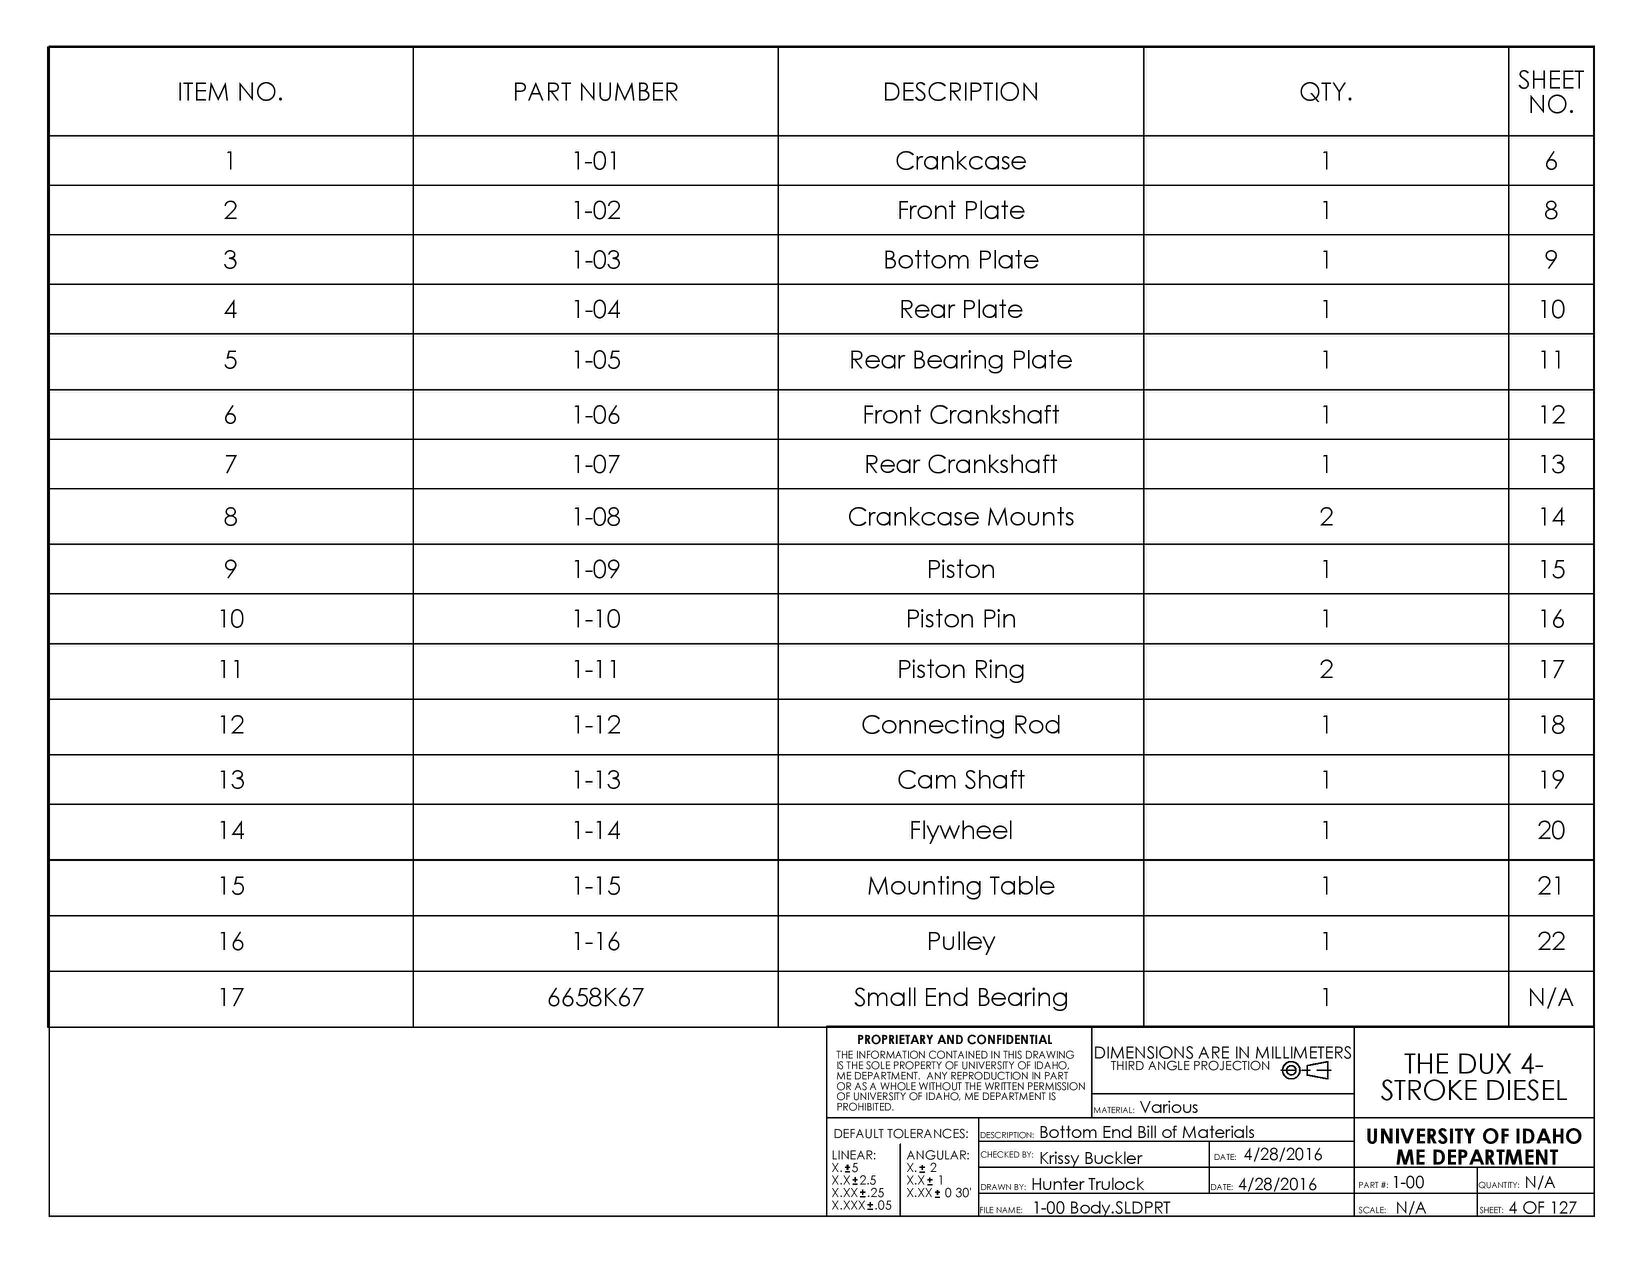 ITEM NO. PART NUMBER DESCRIPTION QTY. SHEET NO.
1 1-01 Crankcase 1 6
2 1-02 Front Plate 1 8
3 1-03 Bottom Plate 1 9
4 1-04 Rear Plate 1 10
5 1-05 Rear Bearing Plate 1 11
6 1-06 Front Crankshaft 1 12
7 1-07 Rear Crankshaft 1 13
8 1-08 Crankcase Mounts 2 14
9 1-09 Piston 1 15
10 1-10 Piston Pin 1 16
11 1-11 Piston Ring 2 17
12 1-12 Connecting Rod 1 18
13 1-13 Cam Shaft 1 19
14 1-14 Flywheel 1 20
15 1-15 Mounting Table 1 21
16 1-16 Pulley 1 22
17 6658K67 Small End Bearing 1 N/A
PROPRIETARY AND CONFIDENTIAL
THE INFORMATION CONTAINED IN THIS DRAWING
IS THE SOLE PROPERTY OF UNIVERSITY OF IDAHO,
ME DEPARTMENT. ANY REPRODUCTION IN PART
OR AS A WHOLE WITHOUT THE WRITTEN PERMISSION
OF UNIVERSITY OF IDAHO, ME DEPARTMENT IS
PROHIBITED.
DIMENSIONS ARE IN MILLIMETERS
THIRD ANGLE PROJECTION
MATERIAL: Various
THE DUX 4-
STROKE DIESEL
DEFAULT TOLERANCES:
LINEAR:
X.±5
X.X±2.5
X.XX±.25
X.XXX±.05
ANGULAR:
X.± 2
X.X± 1
X.XX± 0 30'
DESCRIPTION: Bottom End Bill of Materials
CHECKED BY: Krissy Buckler DATE: 4/28/2016
DRAWN BY: Hunter Trulock DATE: 4/28/2016
FILE NAME: 1-00 Body.SLDPRT
UNIVERSITY OF IDAHO
ME DEPARTMENT
PART #: 1-00 QUANTITY: N/A
SCALE: N/A SHEET: 4 OF 127